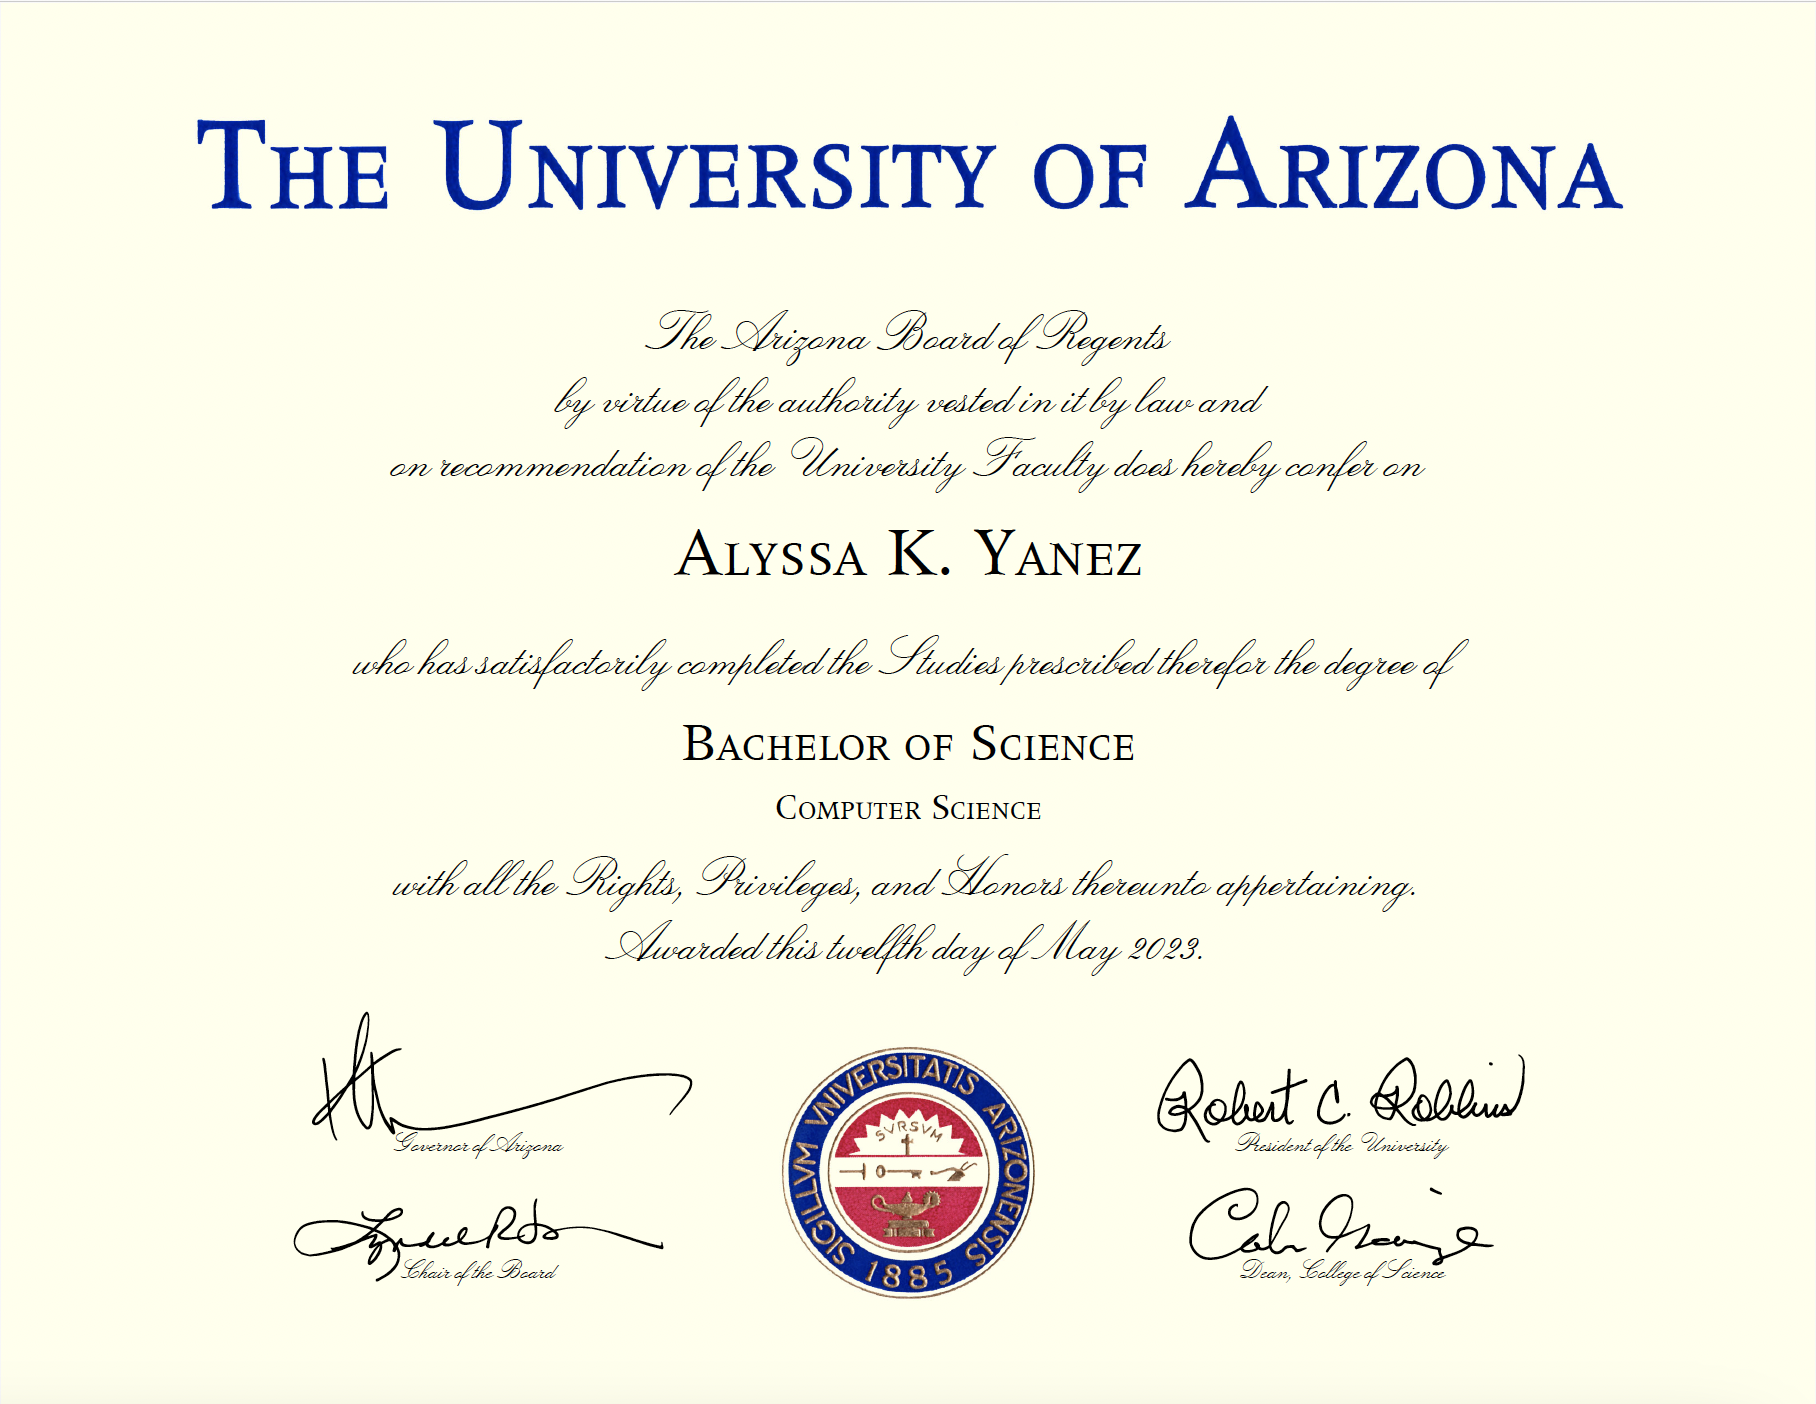 THE UNIVERSITY OF ARIZONA
The Arizona Board of Regents
by virtue of the authority vested in it by law and
on recommendation of the University Faculty does hereby confer on
ALYSSA K. YANEZ
who has satisfactorily completed the Studies prescribed therefor the degree of
BACHELOR OF SCIENCE
COMPUTER SCIENCE
with all the Rights, Privileges, and Honors thereunto appertaining.
Awarded this twelfth day of May 2023.
Governor of Arizona
Chair of the Board
SIGILLVM VNIVERSITATIS ARIZONENSIS
SVRSVM
1885
Robert C. Robbins
President of the University
Dean, College of Science